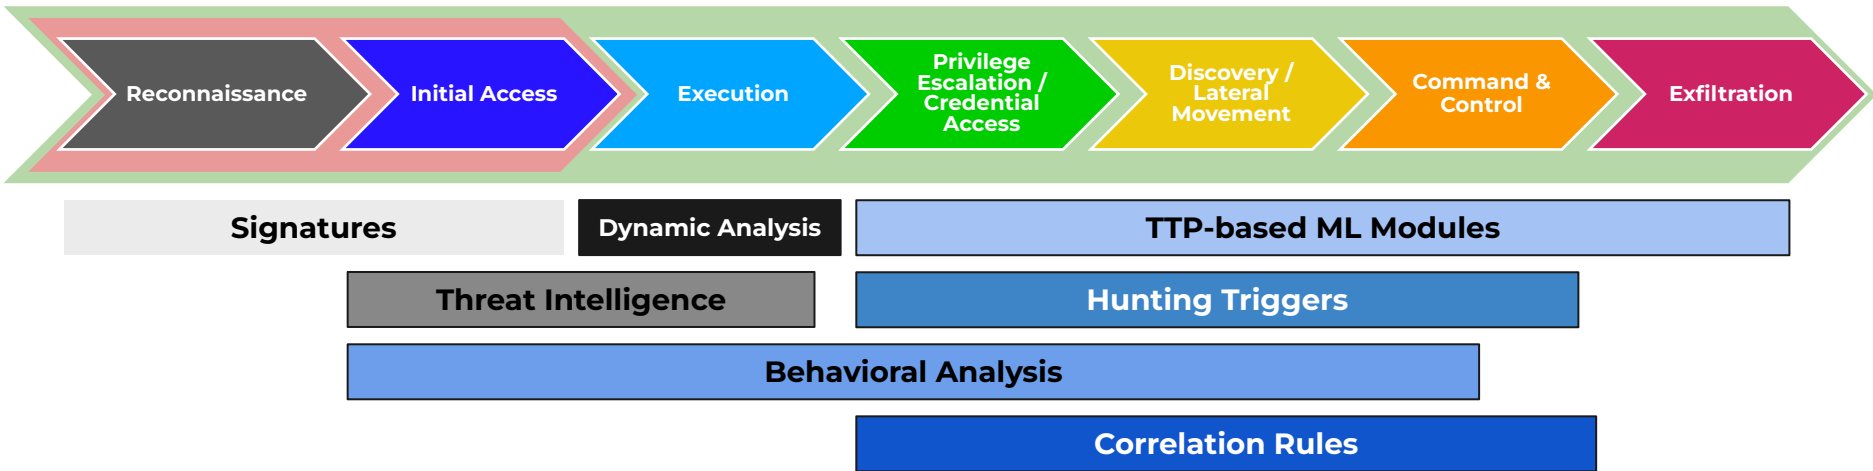 Reconnaissance
Initial Access
Execution
Privilege
Escalation /
Credential
Access
Discovery /
Lateral
Movement
Command &
Control
Exfiltration
Signatures
Dynamic Analysis
TTP-based ML Modules
Threat Intelligence
Hunting Triggers
Behavioral Analysis
Correlation Rules